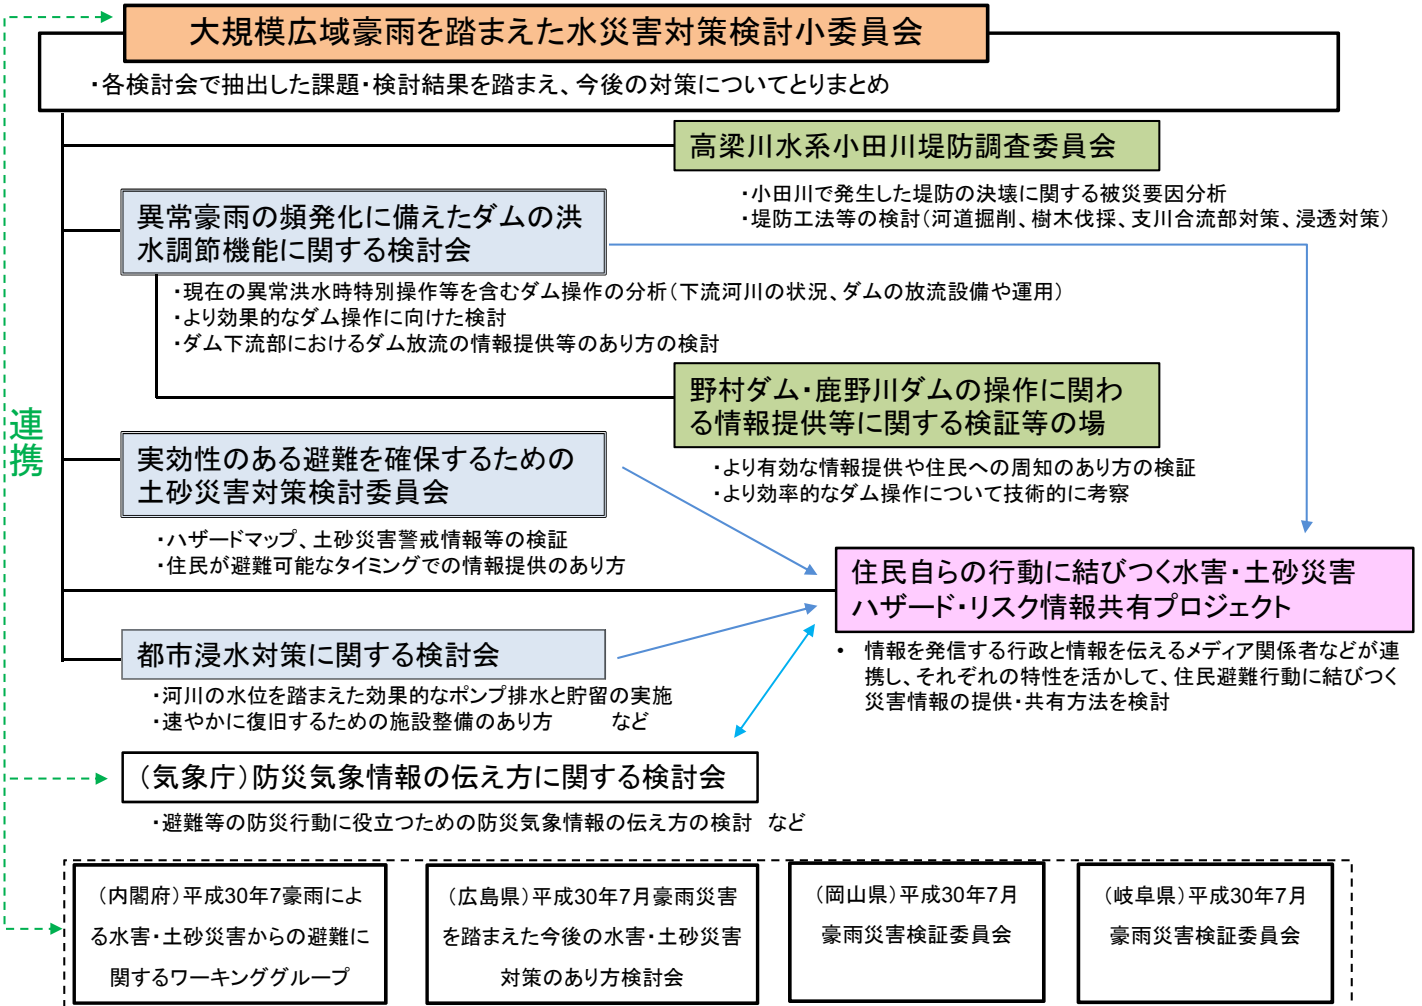 大規模広域豪雨を踏まえた水災害対策検討小委員会
・各検討会で抽出した課題・検討結果を踏まえ、今後の対策についてとりまとめ
高梁川水系小田川堤防調査委員会
・小田川で発生した堤防の決壊に関する被災要因分析
・堤防工法等の検討（河道掘削、樹木伐採、支川合流部対策、浸透対策）
異常豪雨の頻発化に備えたダムの洪
水調節機能に関する検討会
・現在の異常洪水時特別操作等を含むダム操作の分析（下流河川の状況、ダムの放流設備や運用）
・より効果的なダム操作に向けた検討
・ダム下流部におけるダム放流の情報提供等のあり方の検討
野村ダム・鹿野川ダムの操作に関わ
る情報提供等に関する検証等の場
・より有効な情報提供や住民への周知のあり方の検証
・より効率的なダム操作について技術的に考察
連携
実効性のある避難を確保するための
土砂災害対策検討委員会
・ハザードマップ、土砂災害警戒情報等の検証
・住民が避難可能なタイミングでの情報提供のあり方
住民自らの行動に結びつく水害・土砂災害
ハザード・リスク情報共有プロジェクト
• 情報を発信する行政と情報を伝えるメディア関係者などが連
携し、それぞれの特性を活かして、住民避難行動に結びつく
災害情報の提供・共有方法を検討
都市浸水対策に関する検討会
・河川の水位を踏まえた効果的なポンプ排水と貯留の実施
・速やかに復旧するための施設整備のあり方　　など
（気象庁）防災気象情報の伝え方に関する検討会
・避難等の防災行動に役立つための防災気象情報の伝え方の検討　など
（内閣府）平成30年7豪雨によ
る水害・土砂災害からの避難に
関するワーキンググループ
（広島県）平成30年7月豪雨災害
を踏まえた今後の水害・土砂災害
対策のあり方検討会
（岡山県）平成30年7月
豪雨災害検証委員会
（岐阜県）平成30年7月
豪雨災害検証委員会